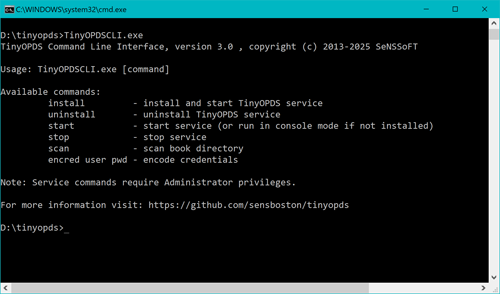 C:\WINDOWS\system32\cmd.exe
D:\tinyopds>TinyOPDSCLI.exe
TinyOPDS Command Line Interface, version 3.0 , copyright (c) 2013-2025 SeNSSoFT
Usage: TinyOPDSCLI.exe [command]
Available commands:
install - install and start TinyOPDS service
uninstall - uninstall TinyOPDS service
start - start service (or run in console mode if not installed)
stop - stop service
scan - scan book directory
encred user pwd - encode credentials
Note: Service commands require Administrator privileges.
For more information visit: https://github.com/sensboston/tinyopds
D:\tinyopds>_